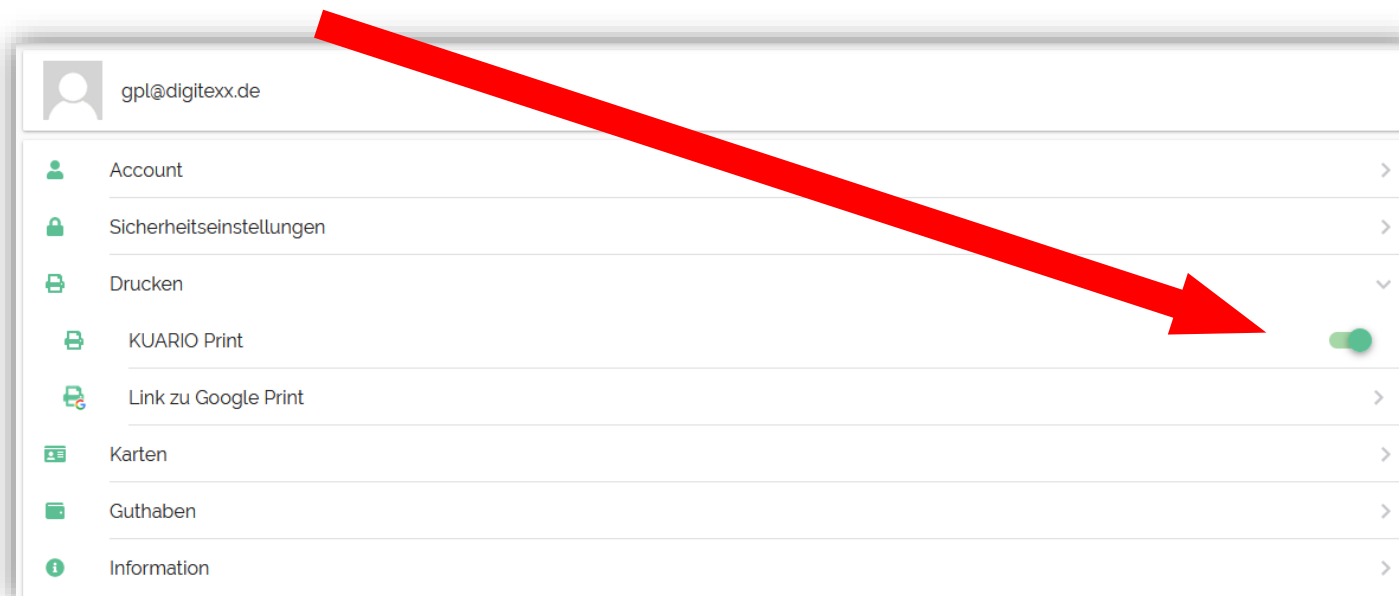 gpl@digitexx.de
Account
Sicherheitseinstellungen
Drucken
KUARIO Print
Link zu Google Print
Karten
Guthaben
Information